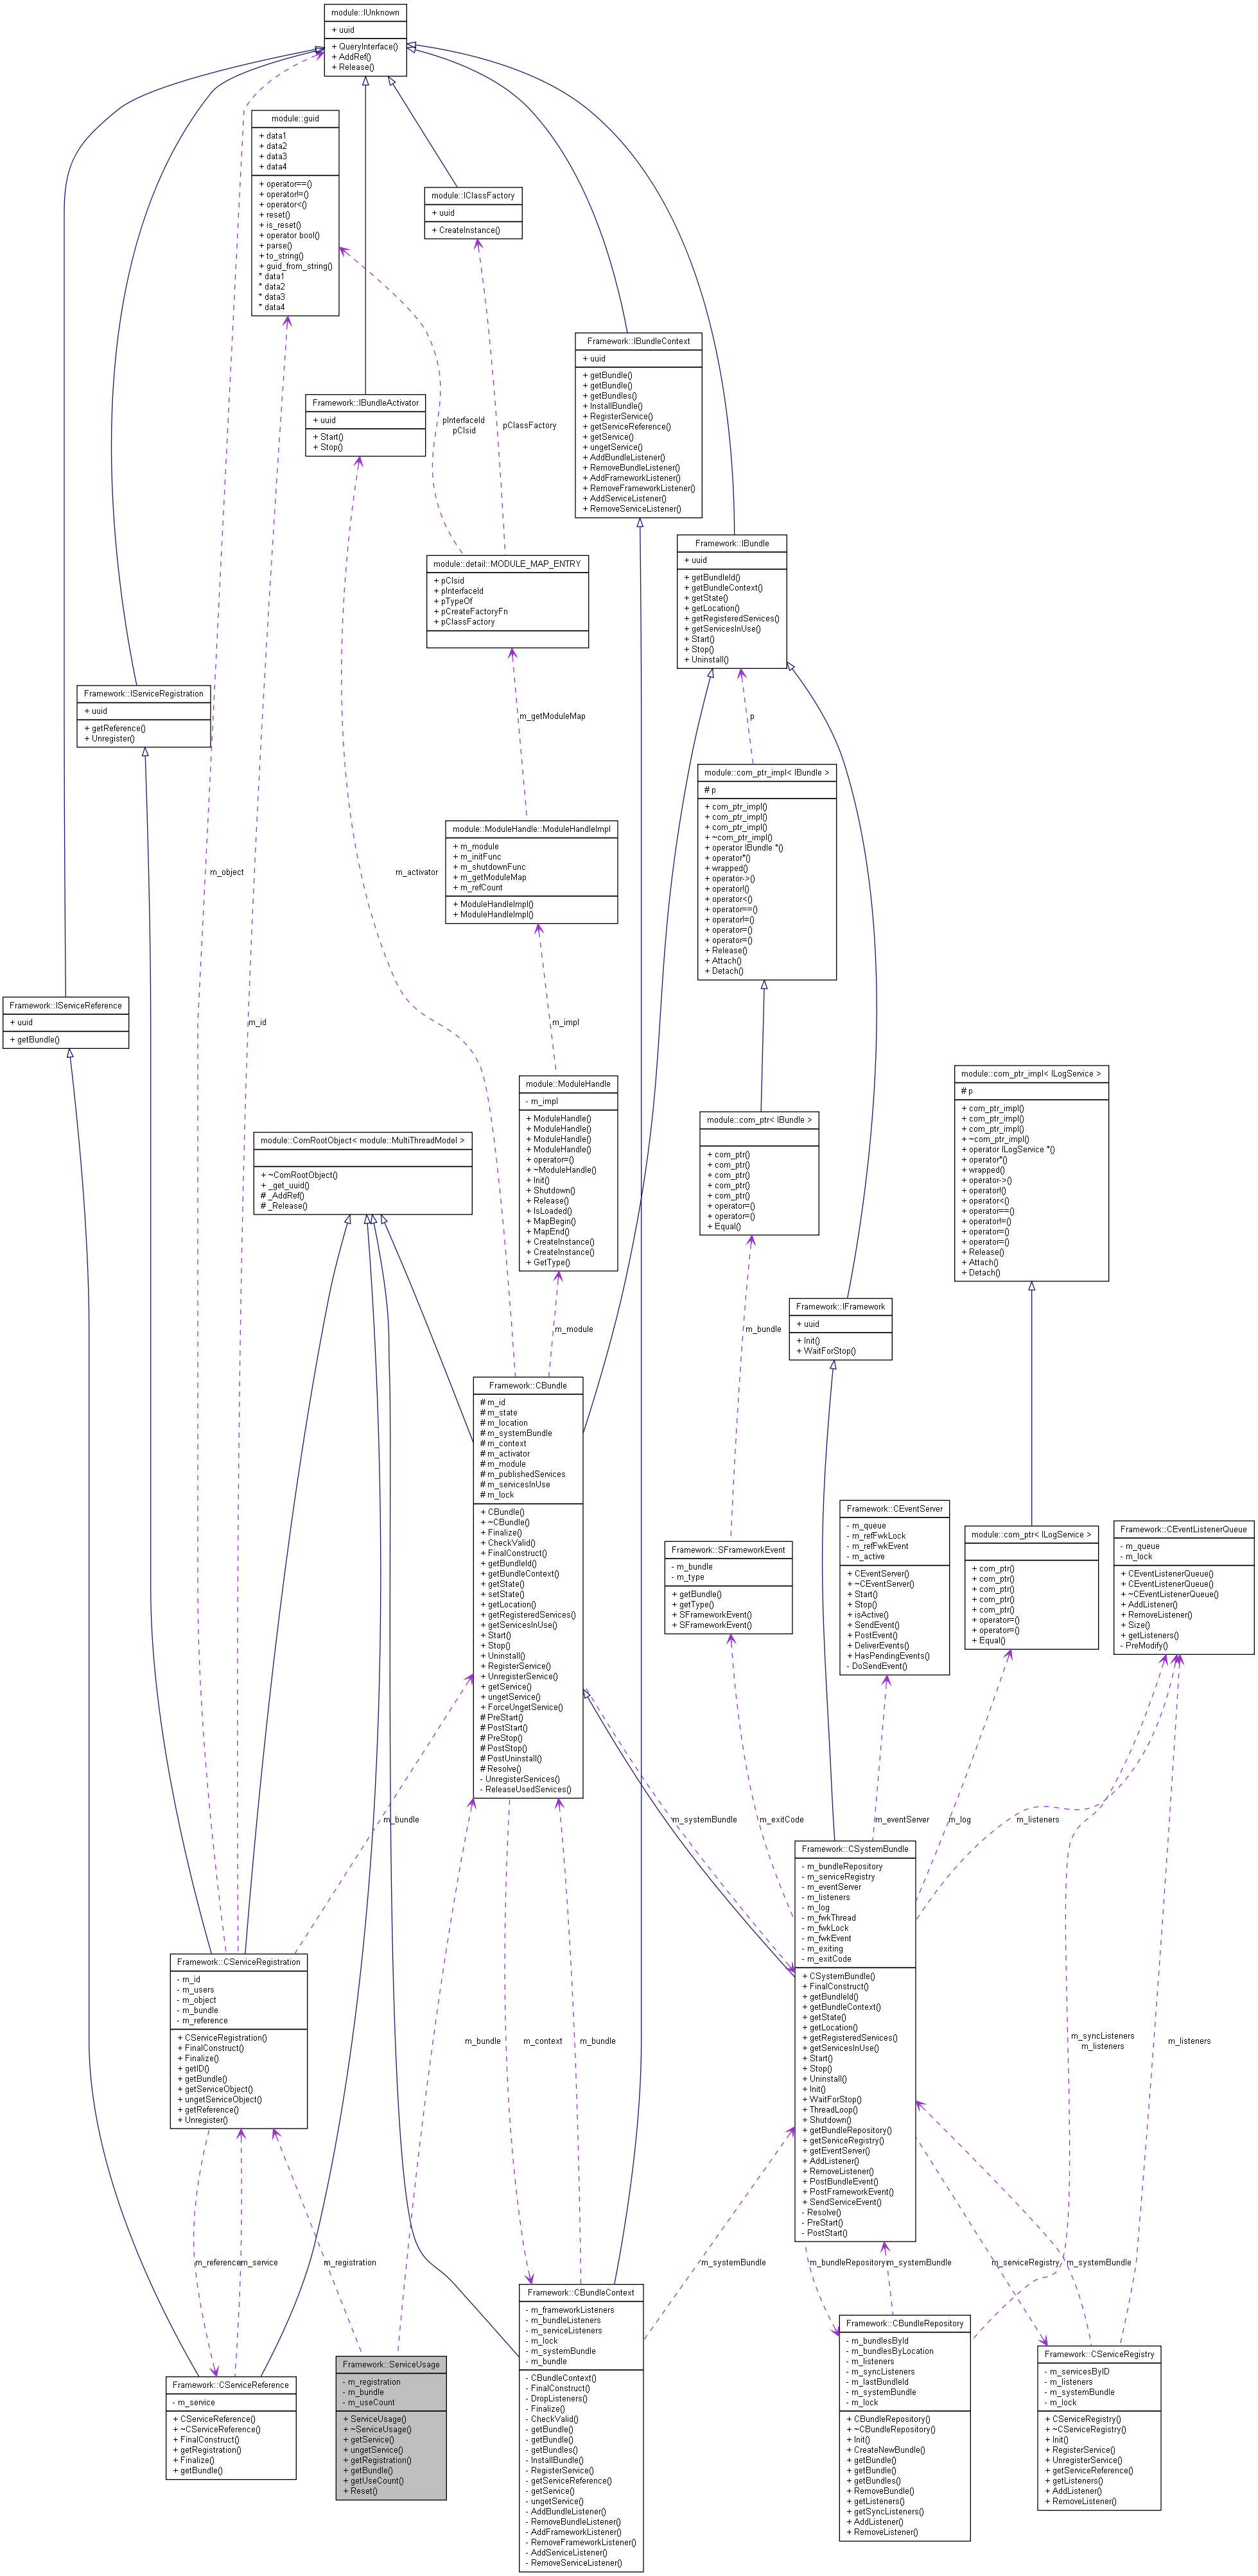 module::IUnknown
+ uuid
+ QueryInterface()
+ AddRef()
+ Release()
module::guid
+ data1
+ data2
+ data3
+ data4
+ operator==()
+ operator!=()
+ operator<()
+ reset()
+ is_reset()
+ operator bool()
+ parse()
+ to_string()
+ guid_from_string()
* data1
* data2
* data3
* data4
module::IClassFactory
+ uuid
+ CreateInstance()
Framework::IBundleContext
+ uuid
+ getBundle()
+ getBundle()
+ getBundles()
+ InstallBundle()
+ RegisterService()
+ getServiceReference()
+ getService()
+ ungetService()
+ AddBundleListener()
+ RemoveBundleListener()
+ AddFrameworkListener()
+ RemoveFrameworkListener()
+ AddServiceListener()
+ RemoveServiceListener()
Framework::IBundleActivator
+ uuid
+ Start()
+ Stop()
pInterfaceId
pClsid
pClassFactory
Framework::IBundle
+ uuid
+ getBundleId()
+ getBundleContext()
+ getState()
+ getLocation()
+ getRegisteredServices()
+ getServicesInUse()
+ Start()
+ Stop()
+ Uninstall()
module::detail::MODULE_MAP_ENTRY
+ pClsid
+ pInterfaceId
+ pTypeOf
+ pCreateFactoryFn
+ pClassFactory
Framework::IServiceRegistration
+ uuid
+ getReference()
+ Unregister()
m_getModuleMap
p
module::com_ptr_impl< IBundle >
# p
+ com_ptr_impl()
+ com_ptr_impl()
+ com_ptr_impl()
+ ~com_ptr_impl()
+ operator IBundle *()
+ operator*()
+ wrapped()
+ operator->()
+ operator!()
+ operator<()
+ operator==()
+ operator!=()
+ operator=()
+ operator=()
+ Release()
+ Attach()
+ Detach()
module::ModuleHandle::ModuleHandleImpl
+ m_module
+ m_initFunc
+ m_shutdownFunc
+ m_getModuleMap
+ m_refCount
+ ModuleHandleImpl()
+ ModuleHandleImpl()
m_object
m_activator
Framework::IServiceReference
+ uuid
+ getBundle()
m_id
m_impl
module::com_ptr_impl< ILogService >
# p
+ com_ptr_impl()
+ com_ptr_impl()
+ com_ptr_impl()
+ ~com_ptr_impl()
+ operator ILogService *()
+ operator*()
+ wrapped()
+ operator->()
+ operator!()
+ operator<()
+ operator==()
+ operator!=()
+ operator=()
+ operator=()
+ Release()
+ Attach()
+ Detach()
module::ModuleHandle
- m_impl
+ ModuleHandle()
+ ModuleHandle()
+ ModuleHandle()
+ ModuleHandle()
+ operator=()
+ ~ModuleHandle()
+ Init()
+ Shutdown()
+ Release()
+ IsLoaded()
+ MapBegin()
+ MapEnd()
+ CreateInstance()
+ CreateInstance()
+ GetType()
module::com_ptr< IBundle >
+ com_ptr()
+ com_ptr()
+ com_ptr()
+ com_ptr()
+ com_ptr()
+ operator=()
+ operator=()
+ Equal()
module::ComRootObject< module::MultiThreadModel >
+ ~ComRootObject()
+ _get_uuid()
# _AddRef()
# _Release()
m_module
m_bundle
Framework::IFramework
+ uuid
+ Init()
+ WaitForStop()
Framework::CBundle
# m_id
# m_state
# m_location
# m_systemBundle
# m_context
# m_activator
# m_module
# m_publishedServices
# m_servicesInUse
# m_lock
+ CBundle()
+ ~CBundle()
+ Finalize()
+ CheckValid()
+ FinalConstruct()
+ getBundleId()
+ getBundleContext()
+ getState()
+ setState()
+ getLocation()
+ getRegisteredServices()
+ getServicesInUse()
+ Start()
+ Stop()
+ Uninstall()
+ RegisterService()
+ UnregisterService()
+ getService()
+ ungetService()
+ ForceUngetService()
# PreStart()
# PostStart()
# PreStop()
# PostStop()
# PostUninstall()
# Resolve()
- UnregisterServices()
- ReleaseUsedServices()
Framework::SFrameworkEvent
- m_bundle
- m_type
+ getBundle()
+ getType()
+ SFrameworkEvent()
+ SFrameworkEvent()
Framework::CEventServer
- m_queue
- m_refFwkLock
- m_refFwkEvent
- m_active
+ CEventServer()
+ ~CEventServer()
+ Start()
+ Stop()
+ isActive()
+ SendEvent()
+ PostEvent()
+ DeliverEvents()
+ HasPendingEvents()
- DoSendEvent()
module::com_ptr< ILogService >
+ com_ptr()
+ com_ptr()
+ com_ptr()
+ com_ptr()
+ com_ptr()
+ operator=()
+ operator=()
+ Equal()
Framework::CEventListenerQueue
- m_queue
- m_lock
+ CEventListenerQueue()
+ CEventListenerQueue()
+ ~CEventListenerQueue()
+ AddListener()
+ RemoveListener()
+ Size()
+ getListeners()
- PreModify()
m_bundle
m_systemBundle
m_exitCode
m_eventServer
m_log
m_listeners
Framework::CSystemBundle
- m_bundleRepository
- m_serviceRegistry
- m_eventServer
- m_listeners
- m_log
- m_fwkThread
- m_fwkLock
- m_fwkEvent
- m_exiting
- m_exitCode
+ CSystemBundle()
+ FinalConstruct()
+ getBundleId()
+ getBundleContext()
+ getState()
+ getLocation()
+ getRegisteredServices()
+ getServicesInUse()
+ Start()
+ Stop()
+ Uninstall()
+ Init()
+ WaitForStop()
+ ThreadLoop()
+ Shutdown()
+ getBundleRepository()
+ getServiceRegistry()
+ getEventServer()
+ AddListener()
+ RemoveListener()
+ PostBundleEvent()
+ PostFrameworkEvent()
+ SendServiceEvent()
- Resolve()
- PreStart()
- PostStart()
Framework::CServiceRegistration
- m_id
- m_users
- m_object
- m_bundle
- m_reference
+ CServiceRegistration()
+ FinalConstruct()
+ Finalize()
+ getID()
+ getBundle()
+ getServiceObject()
+ ungetServiceObject()
+ getReference()
+ Unregister()
m_bundle
m_context
m_bundle
m_syncListeners
m_listeners
m_listeners
m_reference
m_service
m_registration
m_systemBundle
m_bundleRepository
m_systemBundle
m_serviceRegistry
m_systemBundle
Framework::CServiceReference
- m_service
+ CServiceReference()
+ ~CServiceReference()
+ FinalConstruct()
+ getRegistration()
+ Finalize()
+ getBundle()
Framework::ServiceUsage
- m_registration
- m_bundle
- m_useCount
+ ServiceUsage()
+ ~ServiceUsage()
+ getService()
+ ungetService()
+ getRegistration()
+ getBundle()
+ getUseCount()
+ Reset()
Framework::CBundleContext
- m_frameworkListeners
- m_bundleListeners
- m_serviceListeners
- m_lock
- m_systemBundle
- m_bundle
- CBundleContext()
- FinalConstruct()
- DropListeners()
- Finalize()
- CheckValid()
- getBundle()
- getBundle()
- getBundles()
- InstallBundle()
- RegisterService()
- getServiceReference()
- getService()
- ungetService()
- AddBundleListener()
- RemoveBundleListener()
- AddFrameworkListener()
- RemoveFrameworkListener()
- AddServiceListener()
- RemoveServiceListener()
Framework::CBundleRepository
- m_bundlesById
- m_bundlesByLocation
- m_listeners
- m_syncListeners
- m_lastBundleId
- m_systemBundle
- m_lock
+ CBundleRepository()
+ ~CBundleRepository()
+ Init()
+ CreateNewBundle()
+ getBundle()
+ getBundle()
+ getBundles()
+ RemoveBundle()
+ getListeners()
+ getSyncListeners()
+ AddListener()
+ RemoveListener()
Framework::CServiceRegistry
- m_servicesByID
- m_listeners
- m_systemBundle
- m_lock
+ CServiceRegistry()
+ ~CServiceRegistry()
+ Init()
+ RegisterService()
+ UnregisterService()
+ getServiceReference()
+ getListeners()
+ AddListener()
+ RemoveListener()